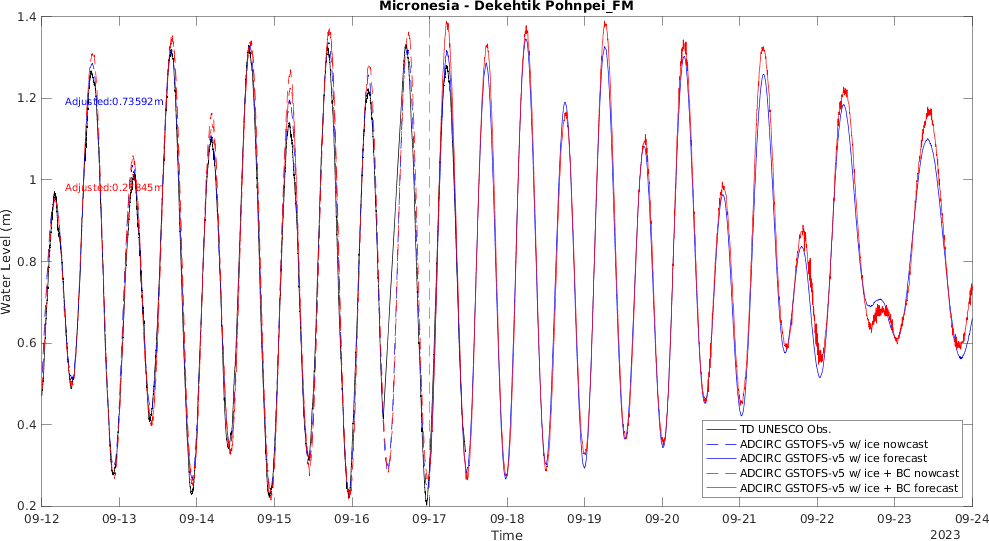 Micronesia - Dekehtik Pohnpei_FM
1.4
1.2
1
0.8
0.6
0.4
0.2
Water Level (m)
Adjusted:0.73592m
TD UNESCO Obs.
ADCIRC GSTOFS-v5 w/ ice nowcast
ADCIRC GSTOFS-v5 w/ ice forecast
ADCIRC GSTOFS-v5 w/ ice + BC nowcast
ADCIRC GSTOFS-v5 w/ ice + BC forecast
09-12 09-13 09-14 09-15 09-16 09-17 09-18 09-19 09-20 09-21 09-22 09-23 09-24
Time
2023